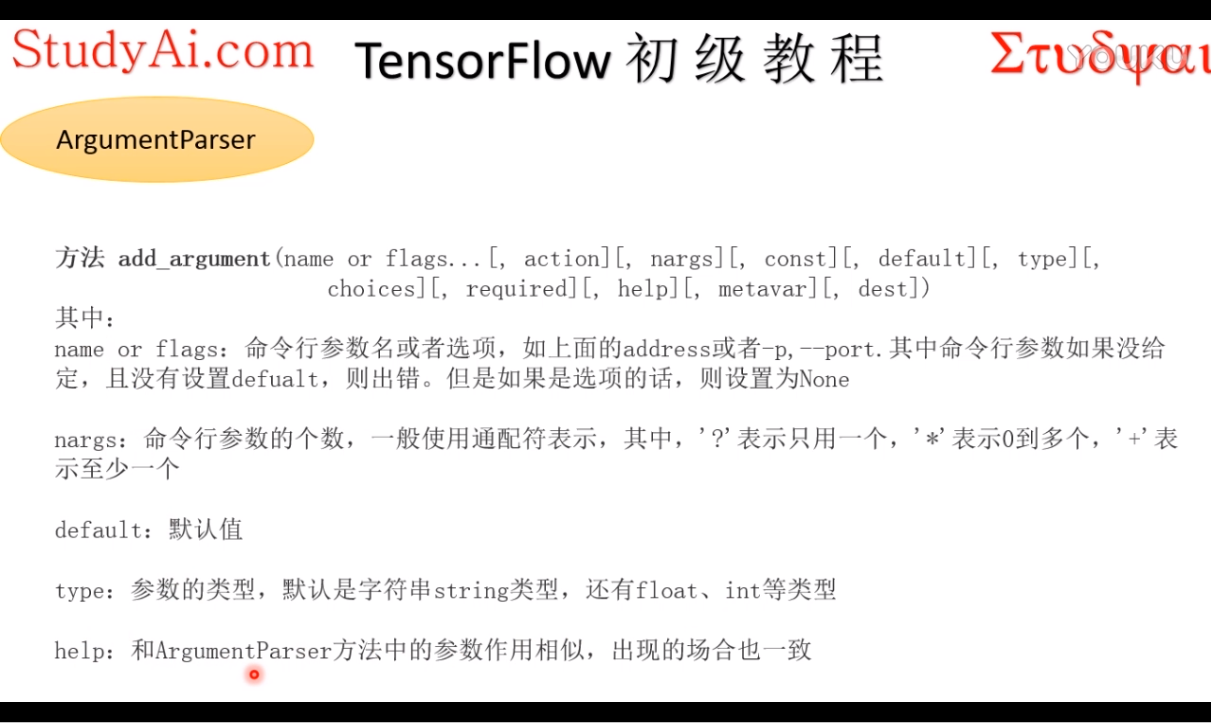 StudyAi.com TensorFlow 初级教程 Στυδψαι
YOUKU
ArgumentParser
方法 add_argument(name or flags...[, action][, nargs][, const][, default][, type][,
choices][, required][, help][, metavar][, dest])
其中：
name or flags：命令行参数名或者选项，如上面的address或者-p,--port.其中命令行参数如果没给
定，且没有设置defualt，则出错。但是如果是选项的话，则设置为None
nargs：命令行参数的个数，一般使用通配符表示，其中，'?'表示只用一个，'*'表示0到多个，'+'表
示至少一个
default：默认值
type：参数的类型，默认是字符串string类型，还有float、int等类型
help：和ArgumentParser方法中的参数作用相似，出现的场合也一致